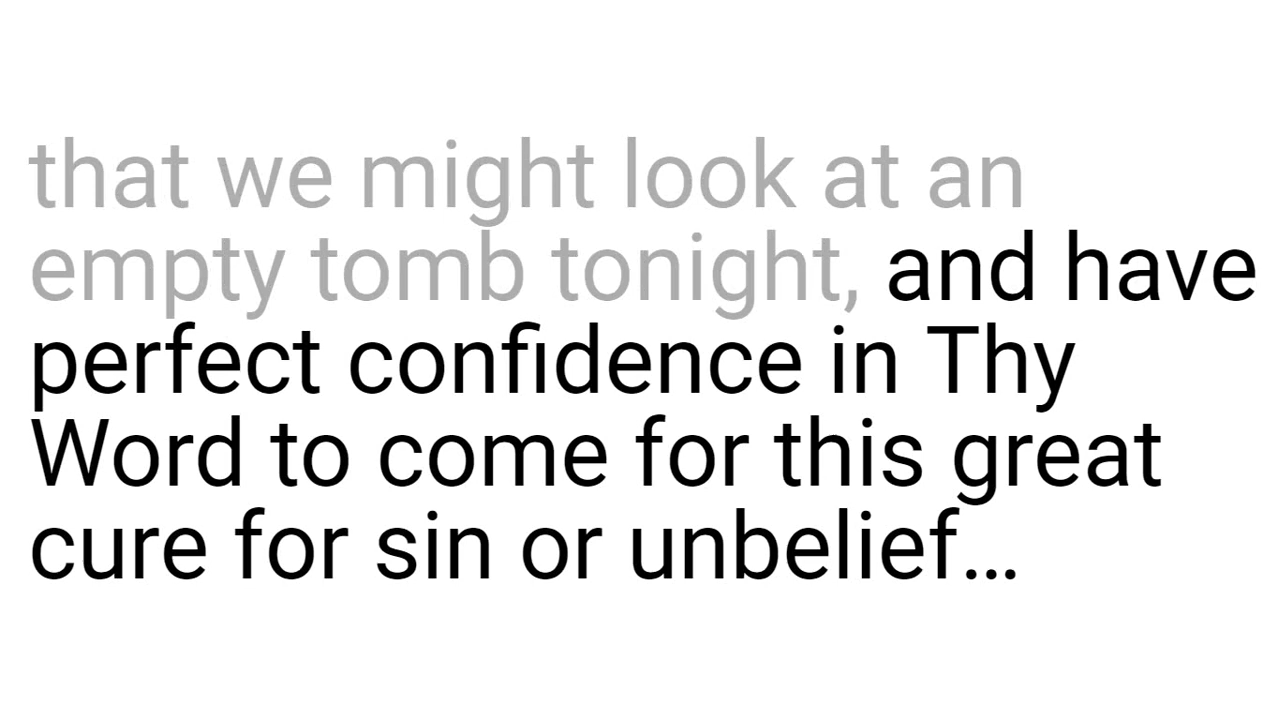 that we might look at an
empty tomb tonight, and have
perfect confidence in Thy
Word to come for this great
cure for sin or unbelief...